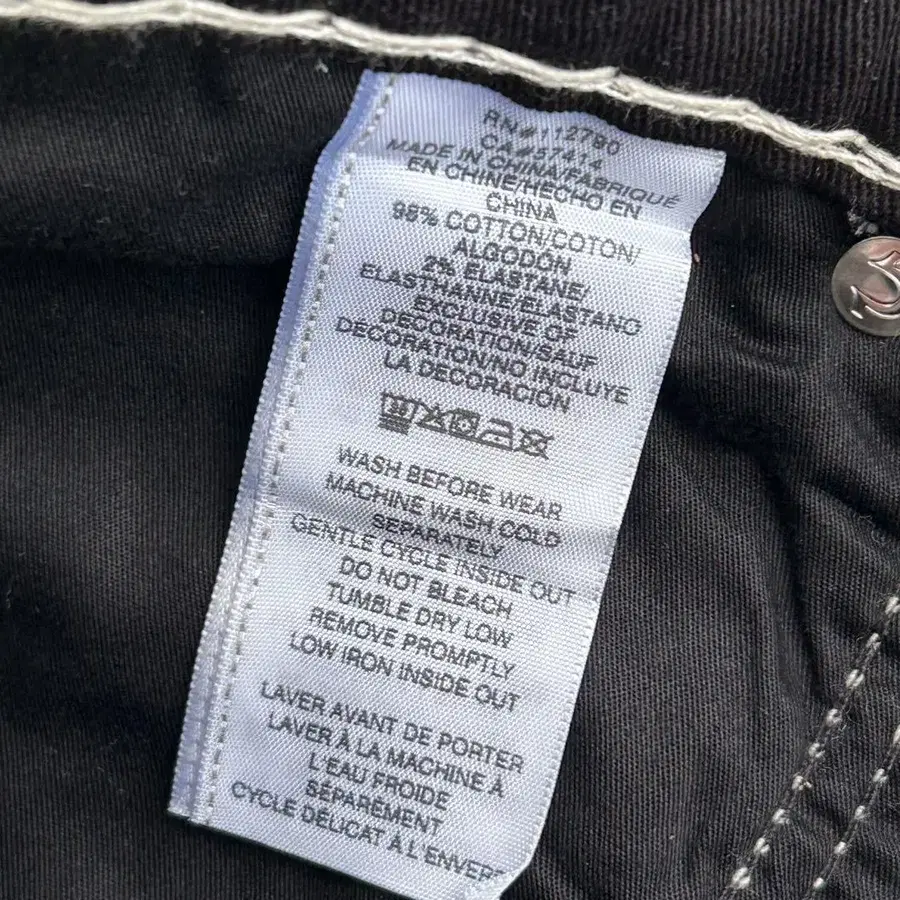 RN#112790
CA#57414
MADE IN CHINA/FABRIQUÉ
EN CHINE/HECHO EN
CHINA
98% COTTON/COTON/
ALGODÓN
2% ELASTANE/
ELASTHANNE/ELASTANO
EXCLUSIVE OF
DECORATION/SAUF
DÉCORATION/NO INCLUYE
LA DECORACIÓN
WASH BEFORE WEAR
MACHINE WASH COLD
SEPARATELY
GENTLE CYCLE INSIDE OUT
DO NOT BLEACH
TUMBLE DRY LOW
REMOVE PROMPTLY
LOW IRON INSIDE OUT
LAVER AVANT DE PORTER
LAVER À LA MACHINE À
L'EAU FROIDE
SÉPARÉMENT
CYCLE DÉLICAT À L'ENVERS